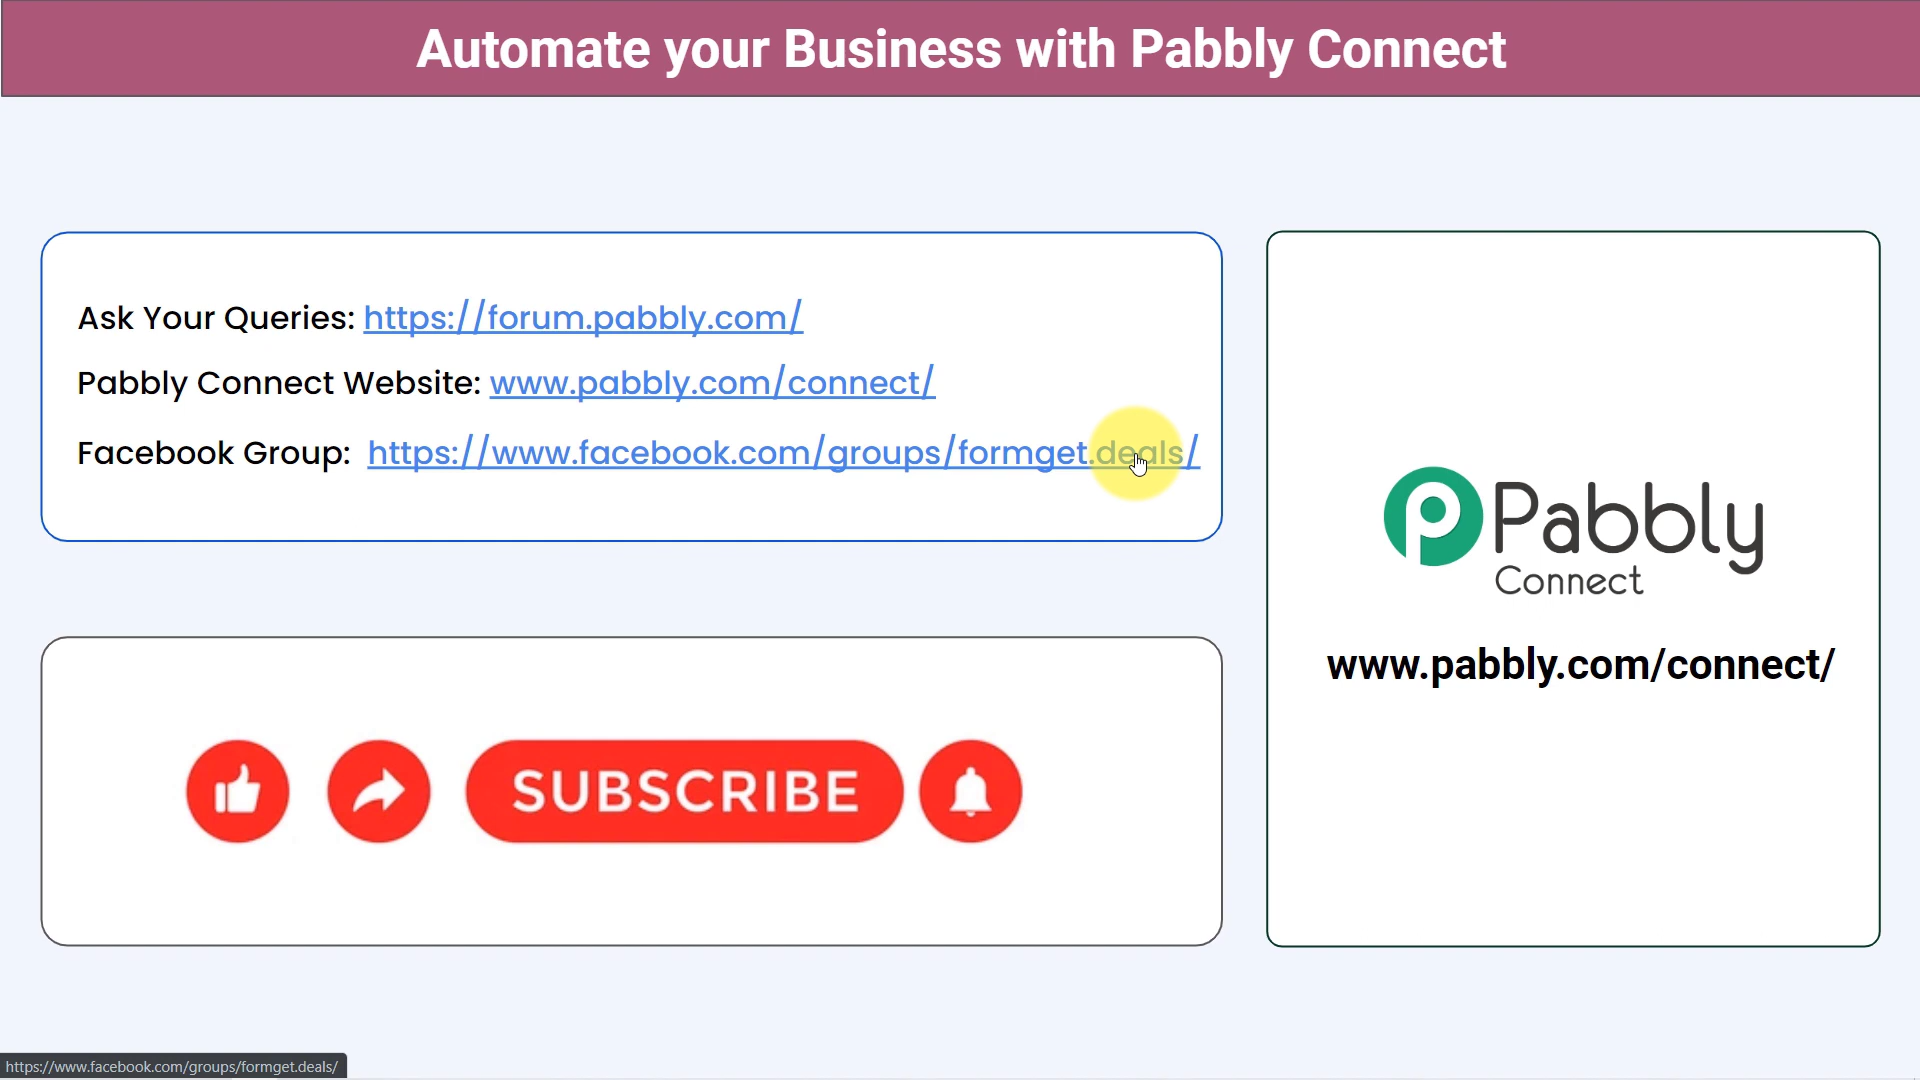 Automate your Business with Pabbly Connect
Ask Your Queries: https://forum.pabbly.com/
Pabbly Connect Website: www.pabbly.com/connect/
Facebook Group: https://www.facebook.com/groups/formget.deals/
Pabbly
Connect
www.pabbly.com/connect/
SUBSCRIBE
https://www.facebook.com/groups/formget.deals/